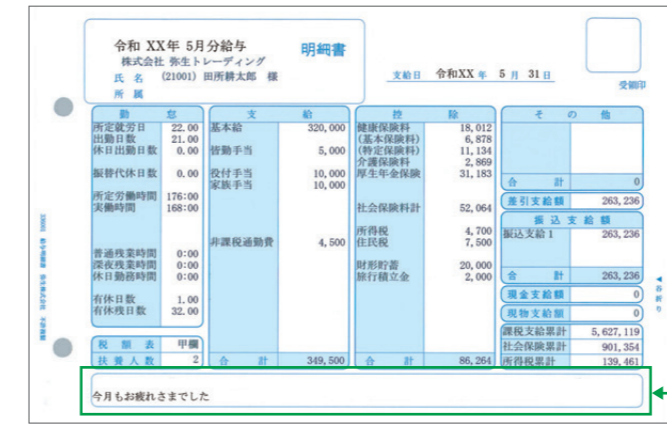 令和 XX年 5月分給与
明細書
株式会社 弥生トレーディング
氏 名 (21001) 田所耕太郎 様
所 属
支給日 令和XX 年 5 月 31 日
受領印
勤 怠
所定就労日 22.00
出勤日数 21.00
休日出勤日数 0.00
振替代休日数 0.00
所定労働時間 176:00
実働時間 168:00
普通残業時間 0:00
深夜残業時間 0:00
休日勤務時間 0:00
有休日数 1.00
有休残日数 32.00
税 額 表 甲欄
扶養人数 2
支 給
基本給 320,000
皆勤手当 5,000
役付手当 10,000
家族手当 10,000
非課税通勤費 4,500
合 計 349,500
控 除
健康保険料 18,012
(基本保険料) 6,878
(特定保険料) 11,134
介護保険料 2,869
厚生年金保険 31,183
社会保険料計 52,064
所得税 4,700
住民税 7,500
財形貯蓄 20,000
旅行積立金 2,000
合 計 86,264
そ の 他
合 計 0
差引支給額 263,236
振 込 支 給 額
振込支給 1 263,236
合 計 263,236
現金支給額 0
現物支給額 0
課税支給累計 5,627,119
社会保険累計 901,354
所得税累計 139,461
今月もお疲れさまでした